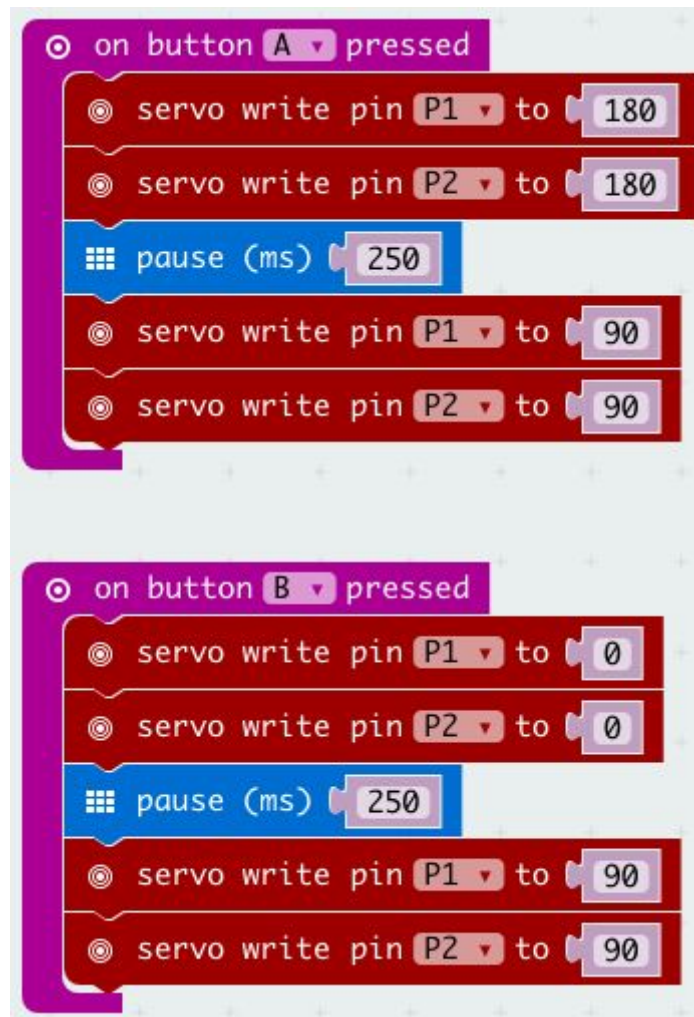 on button A pressed
servo write pin P1 to 180
servo write pin P2 to 180
pause (ms) 250
servo write pin P1 to 90
servo write pin P2 to 90
on button B pressed
servo write pin P1 to 0
servo write pin P2 to 0
pause (ms) 250
servo write pin P1 to 90
servo write pin P2 to 90